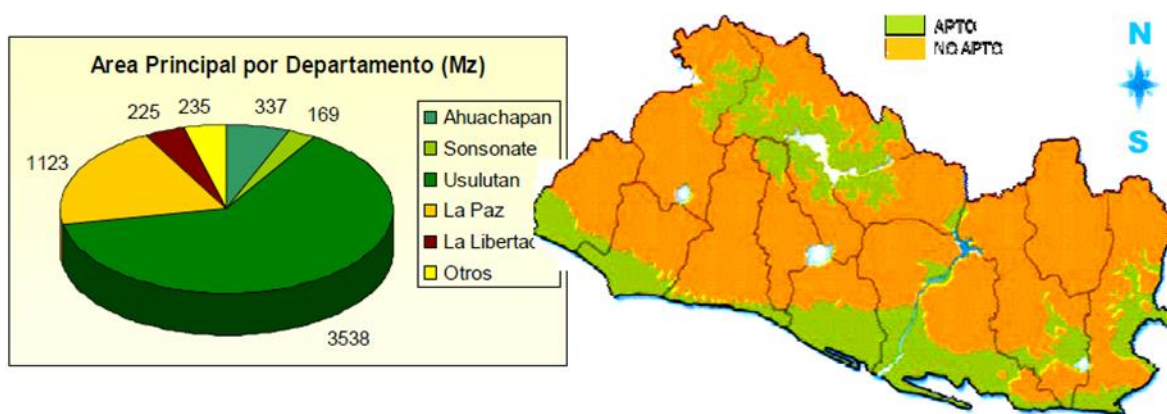 Area Principal por Departamento (Mz)
225
235
337
169
1123
3538
Ahuachapan
Sonsonate
Usulutan
La Paz
La Libertad
Otros
APTO
NO APTO
N
S